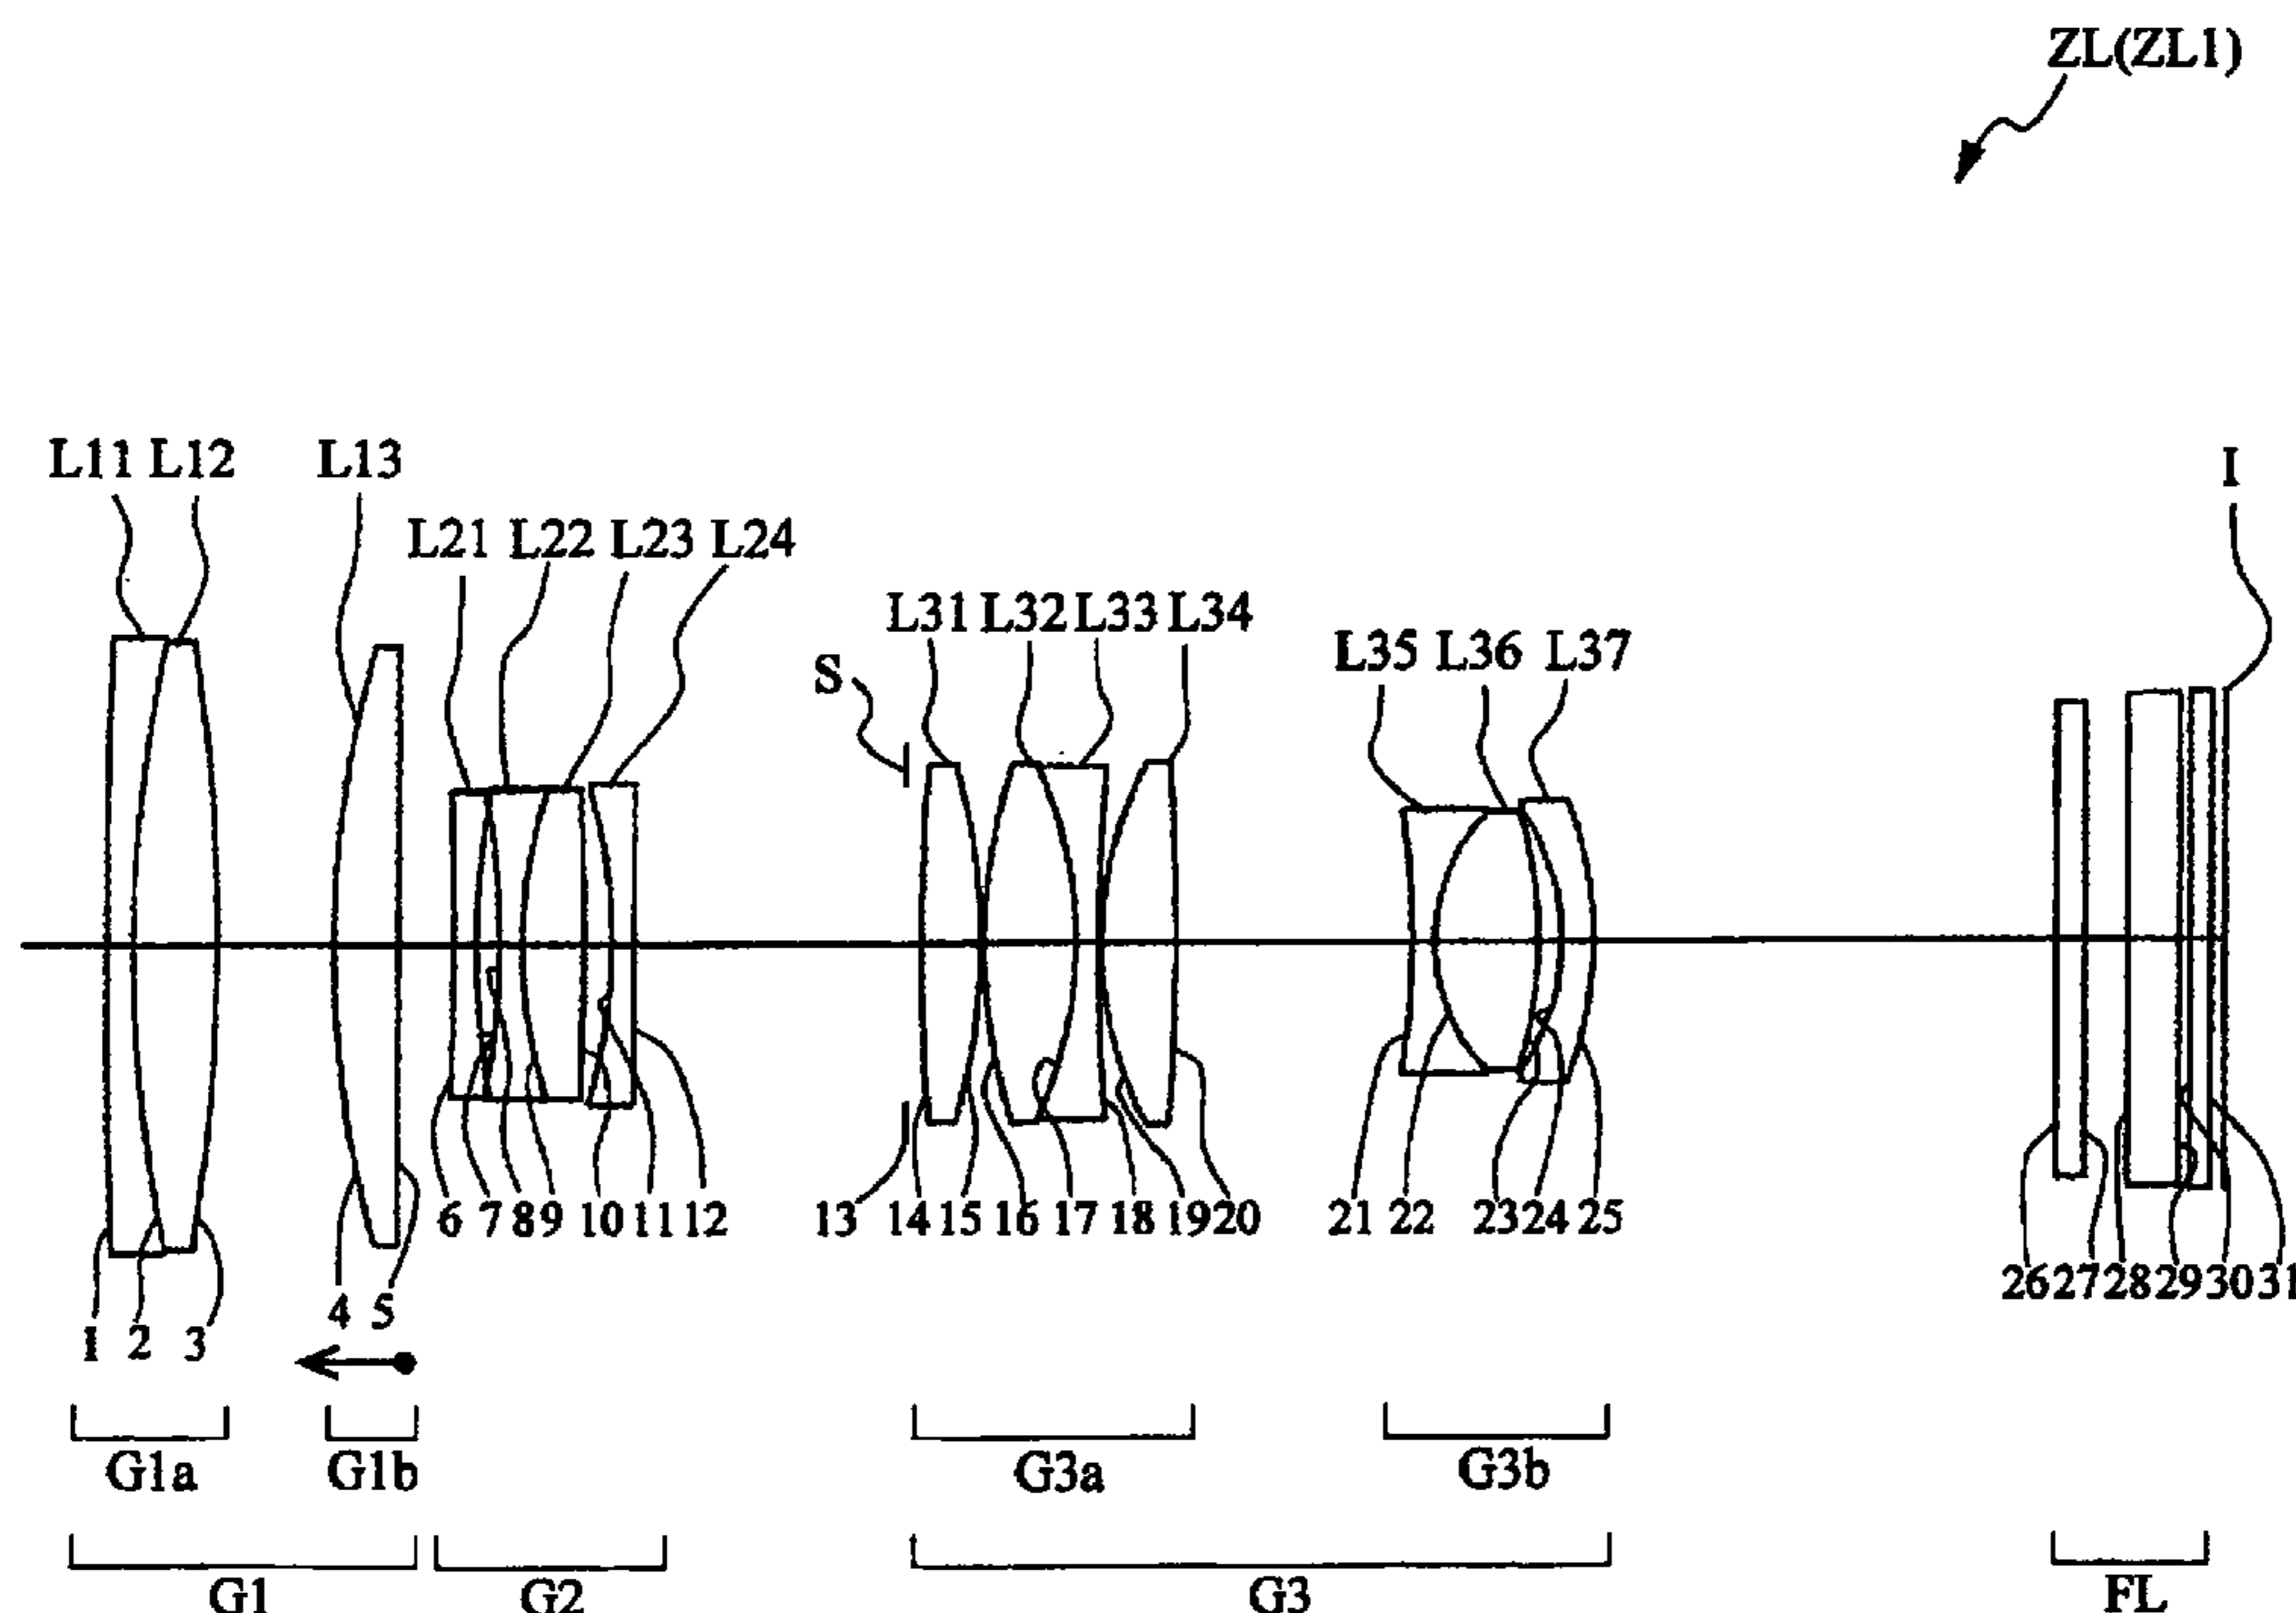 ZL(ZL1)
L11 L12 L13 I
L21 L22 L23 L24
L31 L32 L33 L34
S L35 L36 L37
6 7 8 9 10 11 12 13 14 15 16 17 18 19 20 21 22 23 24 25
26 27 28 29 30 31
4 5
1 2 3
G1a G1b G3a G3b
G1 G2 G3 FL